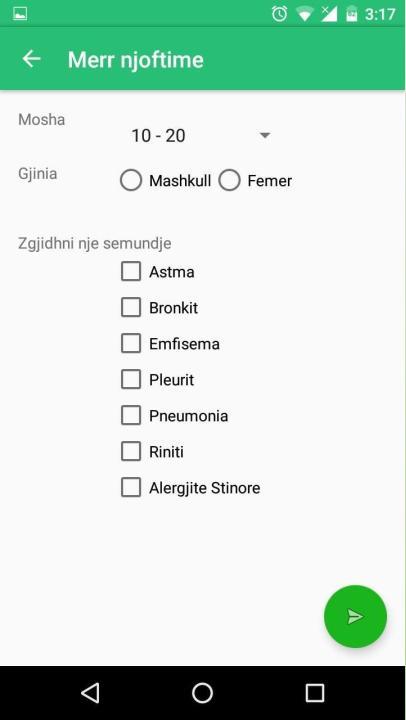 3:17
Merr njoftime
Mosha
10 - 20
Gjinia
Mashkull Femer
Zgjidhni nje semundje
Astma
Bronkit
Emfisema
Pleurit
Pneumonia
Riniti
Alergjite Stinore